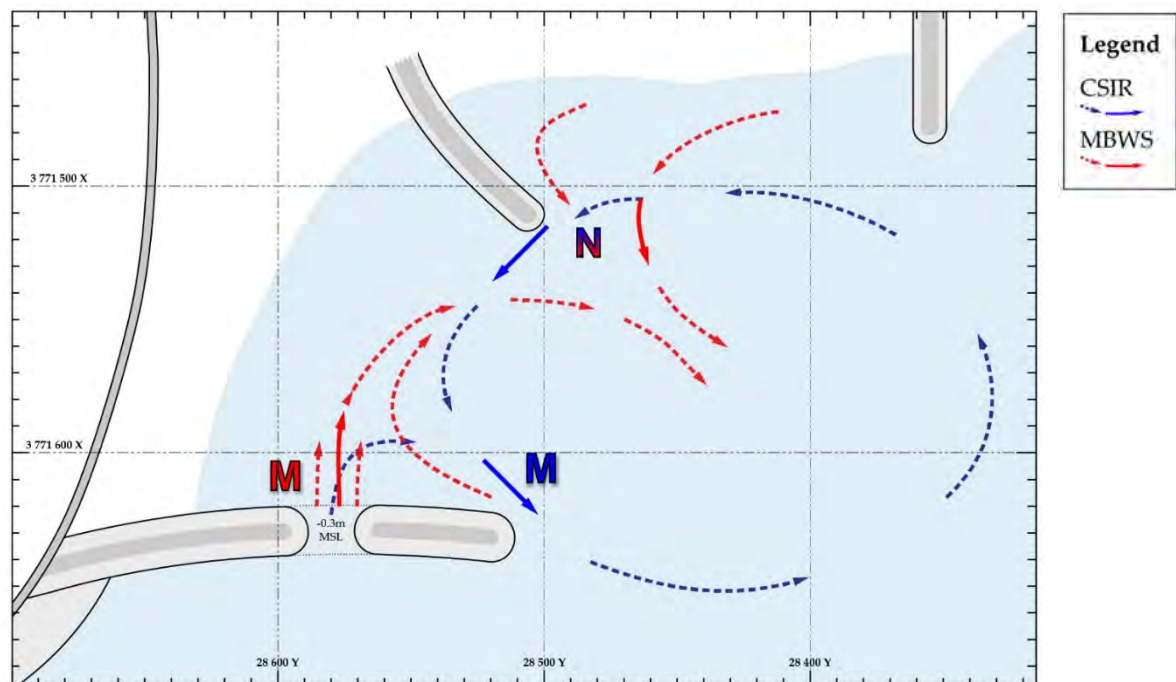 Legend
CSIR
MBWS
3 771 500 X
N
3 771 600 X
M
M
-0.3m
MSL
28 600 Y
28 500 Y
28 400 Y